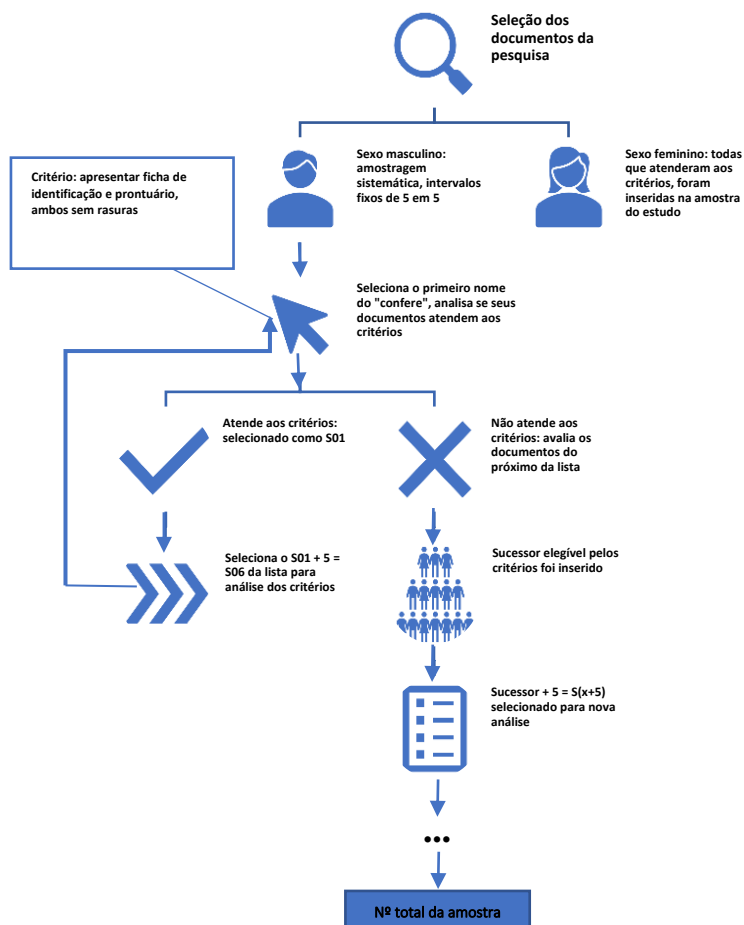 Seleção dos
documentos da
pesquisa
Sexo masculino:
amostragem
sistemática, intervalos
fixos de 5 em 5
Sexo feminino: todas
que atenderam aos
critérios, foram
inseridas na amostra
do estudo
Critério: apresentar ficha de
identificação e prontuário,
ambos sem rasuras
Seleciona o primeiro nome
do "confere", analisa se seus
documentos atendem aos
critérios
Atende aos critérios:
selecionado como S01
Não atende aos
critérios: avalia os
documentos do
próximo da lista
Seleciona o S01 + 5 =
S06 da lista para
análise dos critérios
Sucessor elegível pelos
critérios foi inserido
Sucessor + 5 = S(x+5)
selecionado para nova
análise
...
Nº total da amostra